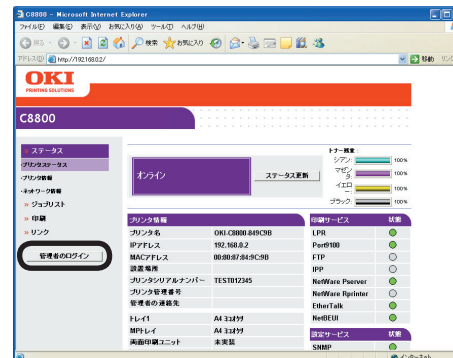 C8800 - Microsoft Internet Explorer
ファイル(F) 編集(E) 表示(V) お気に入り(A) ツール(T) ヘルプ(H)
戻る 検索 お気に入り
アドレス(D) http://192.168.0.2/ 移動 リンク
OKI
PRINTING SOLUTIONS
C8800
ステータス
・プリンタステータス
・プリンタ情報
・ネットワーク情報
» ジョブリスト
» 印刷
» リンク
管理者のログイン
オンライン
ステータス更新
トナー残量:
シアン: 100%
マゼンタ: 100%
イエロー: 100%
ブラック: 100%
プリンタ情報
プリンタ名 OKI-C8800-849C9B
IPアドレス 192.168.0.2
MACアドレス 00:80:87:84:9C:9B
設置場所
プリンタシリアルナンバー TEST012345
プリンタ管理番号
管理者の連絡先
トレイ1 A4 ヨコオクリ
MPトレイ A4 ヨコオクリ
両面印刷ユニット 未実装
印刷サービス 状態
LPR
Port9100
FTP
IPP
NetWare Pserver
NetWare Rprinter
EtherTalk
NetBEUI
設定サービス 状態
SNMP
インターネット